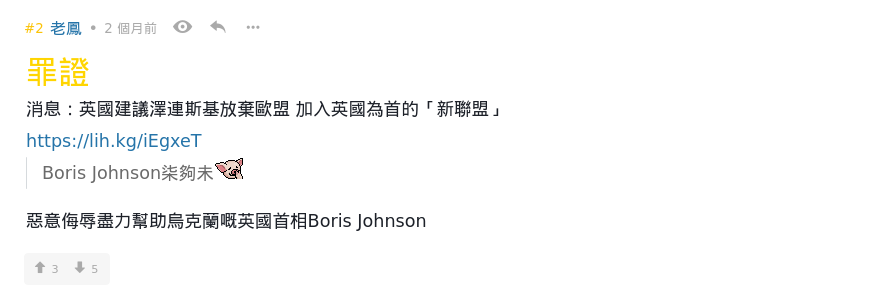 #2 老鳳 • 2 個月前
罪證
消息：英國建議澤連斯基放棄歐盟 加入英國為首的「新聯盟」
https://lih.kg/iEgxeT
Boris Johnson柒夠未
惡意侮辱盡力幫助烏克蘭嘅英國首相Boris Johnson
3 5